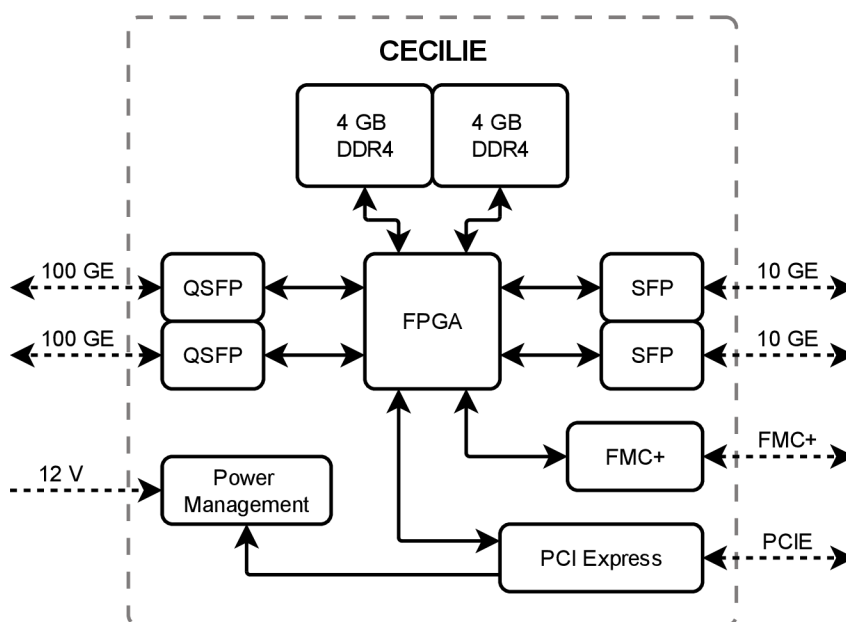 CECILIE
4 GB
DDR4
4 GB
DDR4
100 GE
QSFP
FPGA
SFP
10 GE
100 GE
QSFP
SFP
10 GE
FMC+
FMC+
12 V
Power
Management
PCI Express
PCIE